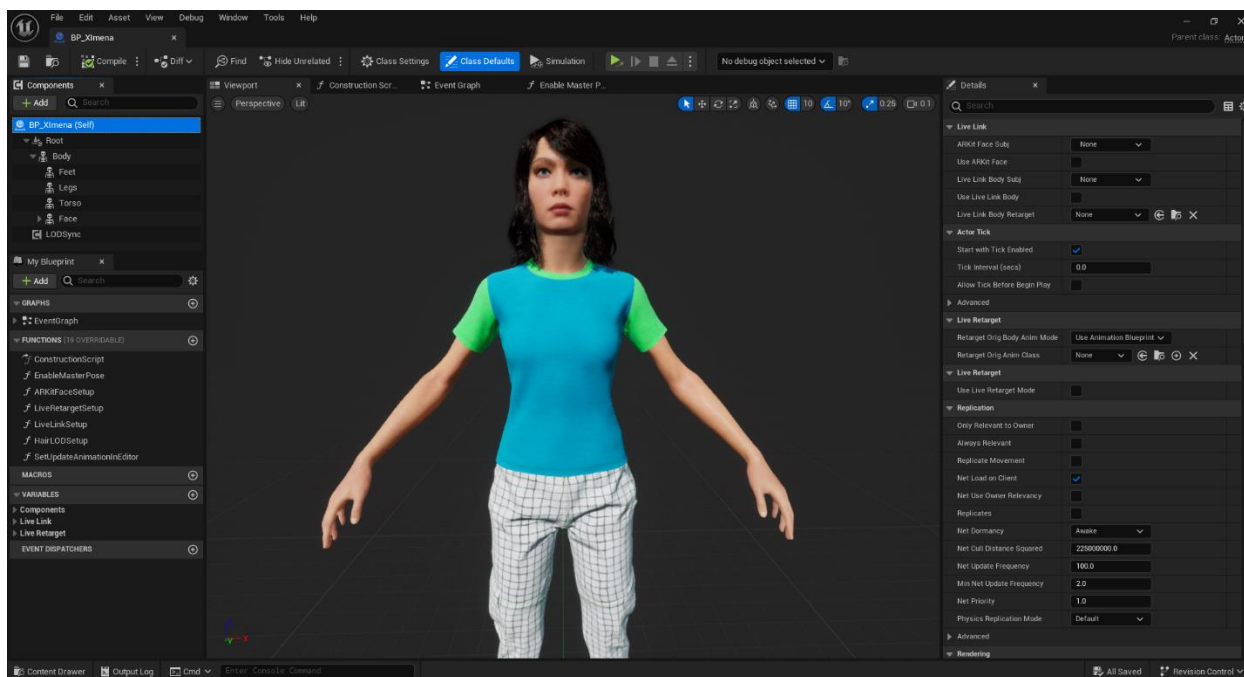 File Edit Asset View Debug Window Tools Help
BP_XImena
Parent class: Actor
Compile Diff Find Hide Unrelated Class Settings Class Defaults Simulation No debug object selected
Components
+ Add Search
BP_XImena (Self)
Root
Body
Feet
Legs
Torso
Face
LODSync
My Blueprint
+ Add Search
GRAPHS
EventGraph
FUNCTIONS (19 OVERRIDABLE)
ConstructionScript
EnableMasterPose
ARKitFaceSetup
LiveRetargetSetup
LiveLinkSetup
HairLODSetup
SetUpdateAnimationInEditor
MACROS
VARIABLES
Components
Live Link
Live Retarget
EVENT DISPATCHERS
Viewport Construction Scr... Event Graph Enable Master P...
Perspective Lit 10 10° 0.25 0.1
Details
Search
Live Link
ARKit Face Subj None
Use ARKit Face
Live Link Body Subj None
Use Live Link Body
Live Link Body Retarget None
Actor Tick
Start with Tick Enabled
Tick Interval (secs) 0.0
Allow Tick Before Begin Play
Advanced
Live Retarget
Retarget Orig Body Anim Mode Use Animation Blueprint
Retarget Orig Anim Class None
Live Retarget
Use Live Retarget Mode
Replication
Only Relevant to Owner
Always Relevant
Replicate Movement
Net Load on Client
Net Use Owner Relevancy
Replicates
Net Dormancy Awake
Net Cull Distance Squared 225000000.0
Net Update Frequency 100.0
Min Net Update Frequency 2.0
Net Priority 1.0
Physics Replication Mode Default
Advanced
Rendering
Content Drawer Output Log Cmd Enter Console Command All Saved Revision Control